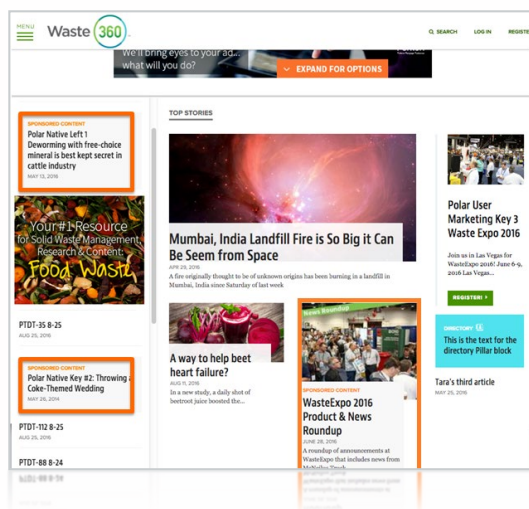 MENU
Waste 360
SEARCH LOG IN REGISTE
We'll bring eyes to your ad...
what will you do?
EXPAND FOR OPTIONS
SPONSORED CONTENT
Polar Native Left 1
Deworming with free-choice
mineral is best kept secret in
cattle industry
MAY 13, 2016
Your #1 Resource
for Solid Waste Management
Research & Content:
Food Waste
PTDT-35 8-25
AUG 25, 2016
SPONSORED CONTENT
Polar Native Key #2: Throwing a
Coke-Themed Wedding
MAY 26, 2014
PTDT-112 8-25
AUG 25, 2016
PTDT-88 8-24
TOP STORIES
Mumbai, India Landfill Fire is So Big it Can
Be Seem from Space
APR 29, 2016
A fire originally thought to be of unknown origins has been burning in a landfill in
Mumbai, India since Saturday of last week
A way to help beet
heart failure?
AUG 11, 2016
In a new study, a daily shot of
beetroot juice boosted the...
News Roundup
SPONSORED CONTENT
WasteExpo 2016
Product & News
Roundup
JUNE 28, 2016
A roundup of announcements at
WasteExpo that includes news from
McNeilus Truck
Polar User
Marketing Key 3
Waste Expo 2016
Join us in Las Vegas for
WasteExpo 2016! June 6-9,
2016 Las Vegas...
REGISTER!
DIRECTORY
This is the text for the
directory Pillar block
Tara's third article
MAY 25, 2016